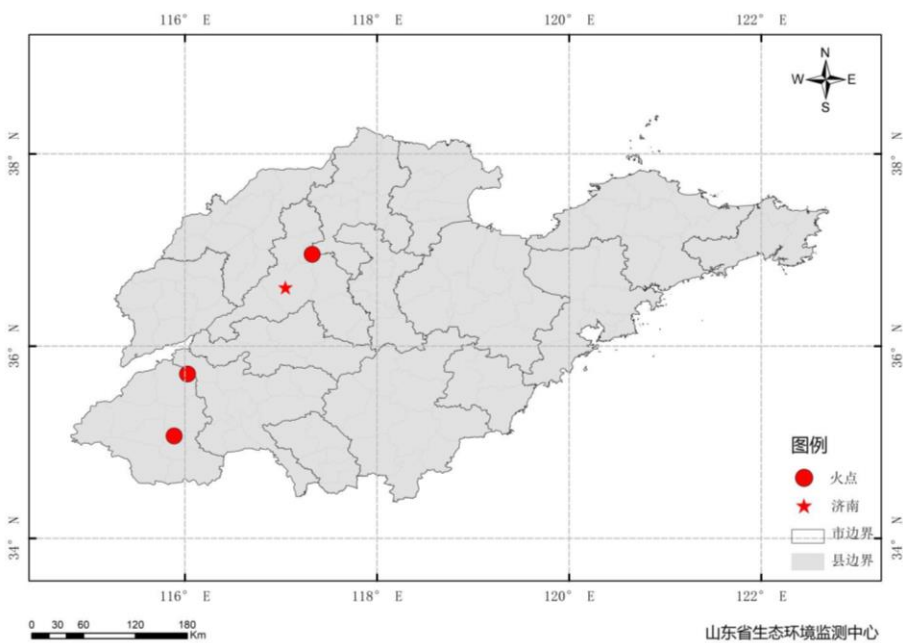 116° E 118° E 120° E 122° E
N
W E
S
38° N 38° N
36° N 36° N
图例
火点
济南
市边界
县边界
34° N 34° N
116° E 118° E 120° E 122° E
0 30 60 120 180
Km
山东省生态环境监测中心